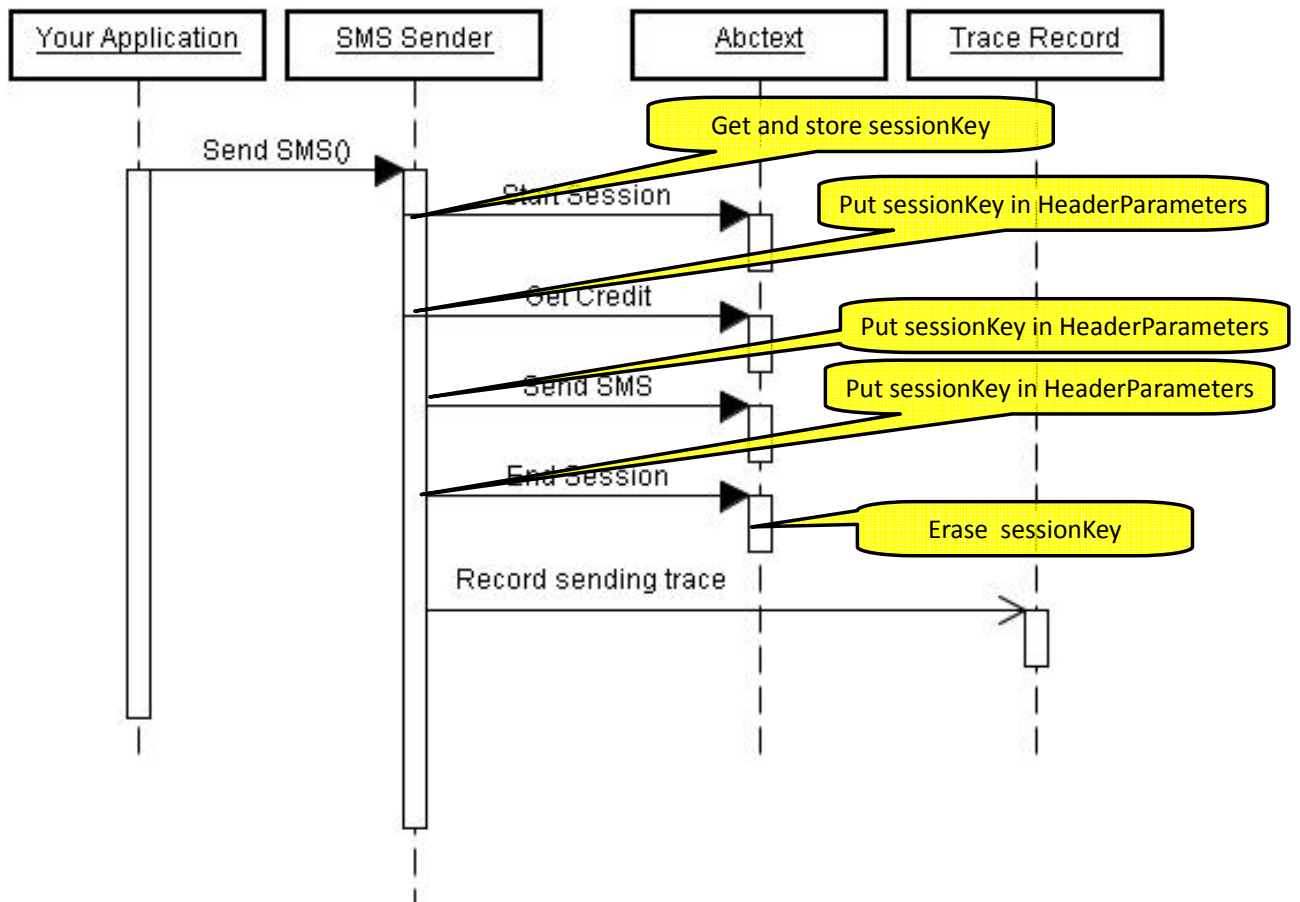 Your Application
SMS Sender
Abctext
Trace Record
Get and store sessionKey
Send SMS()
Start Session
Put sessionKey in HeaderParameters
Get Credit
Put sessionKey in HeaderParameters
Send SMS
Put sessionKey in HeaderParameters
End Session
Erase sessionKey
Record sending trace